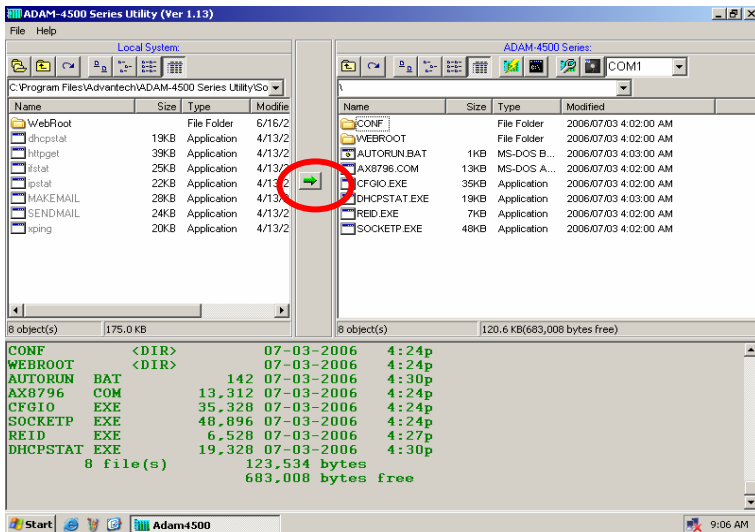 ADAM-4500 Series Utility (Ver 1.13)
File Help
Local System:
C:\Program Files\Advantech\ADAM-4500 Series Utility\So
Name Size Type Modifie
WebRoot File Folder 6/16/2
dhcpstat 19KB Application 4/13/2
httpget 39KB Application 4/13/2
ifstat 25KB Application 4/13/2
ipstat 22KB Application 4/13/2
MAKEMAIL 28KB Application 4/13/2
SENDMAIL 24KB Application 4/13/2
xping 20KB Application 4/13/2
8 object(s) 175.0 KB
ADAM-4500 Series:
COM1
\
Name Size Type Modified
CONF File Folder 2006/07/03 4:02:00 AM
WEBROOT File Folder 2006/07/03 4:02:00 AM
AUTORUN.BAT 1KB MS-DOS B... 2006/07/03 4:03:00 AM
AX8796.COM 13KB MS-DOS A... 2006/07/03 4:02:00 AM
CFGIO.EXE 35KB Application 2006/07/03 4:02:00 AM
DHCPSTAT.EXE 19KB Application 2006/07/03 4:03:00 AM
REID.EXE 7KB Application 2006/07/03 4:02:00 AM
SOCKETP.EXE 48KB Application 2006/07/03 4:02:00 AM
8 object(s) 120.6 KB(683,008 bytes free)
CONF <DIR> 07-03-2006 4:24p
WEBROOT <DIR> 07-03-2006 4:24p
AUTORUN BAT 142 07-03-2006 4:30p
AX8796 COM 13,312 07-03-2006 4:24p
CFGIO EXE 35,328 07-03-2006 4:24p
SOCKETP EXE 48,896 07-03-2006 4:24p
REID EXE 6,528 07-03-2006 4:27p
DHCPSTAT EXE 19,328 07-03-2006 4:30p
8 file(s) 123,534 bytes
683,008 bytes free
Start Adam4500 9:06 AM